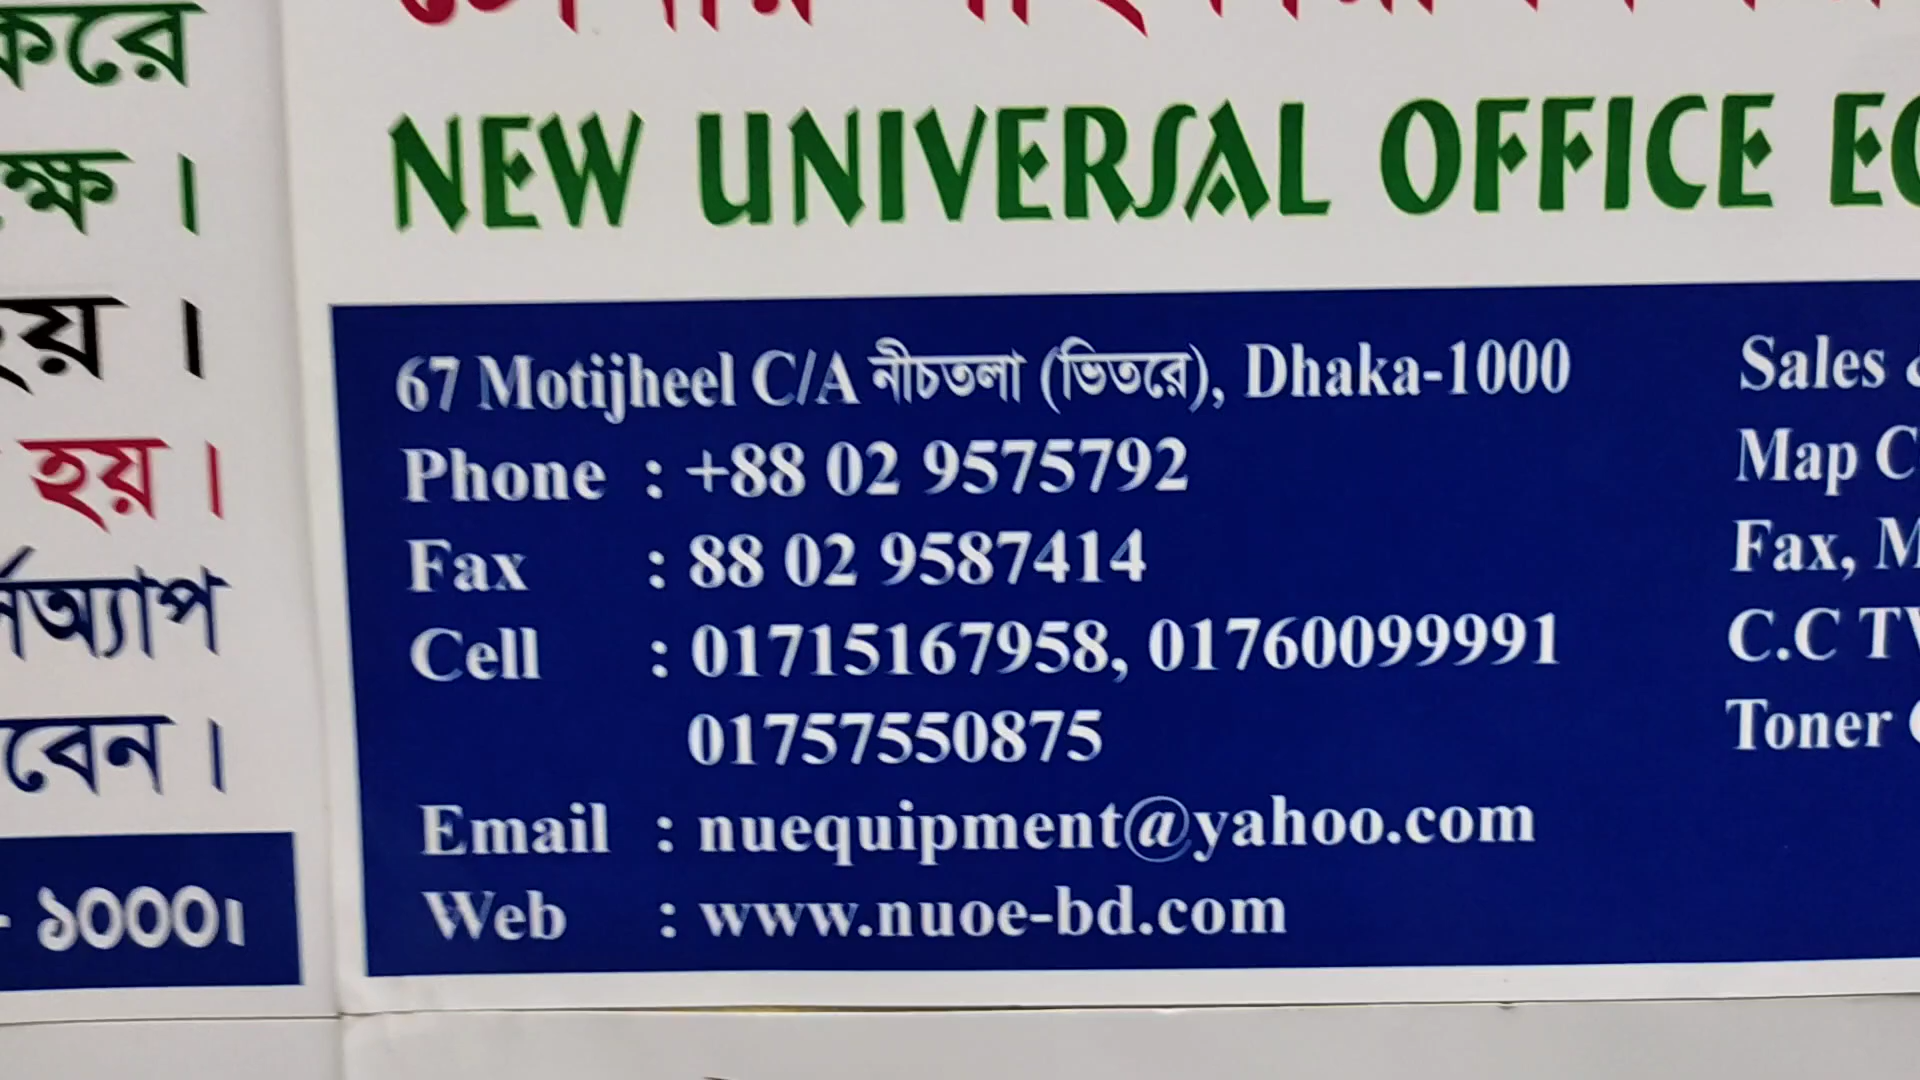 করে
।
হয় ।
বেন ।
- ১০০০।
NEW UNIVERSAL OFFICE
67 Motijheel C/A নীচতলা (ভিতরে), Dhaka-1000
Phone : +88 02 9575792
Fax : 88 02 9587414
Cell : 01715167958, 01760099991
01757550875
Email : nuequipment@yahoo.com
Web : www.nuoe-bd.com
Sales
Map
Fax,
C.C
Toner